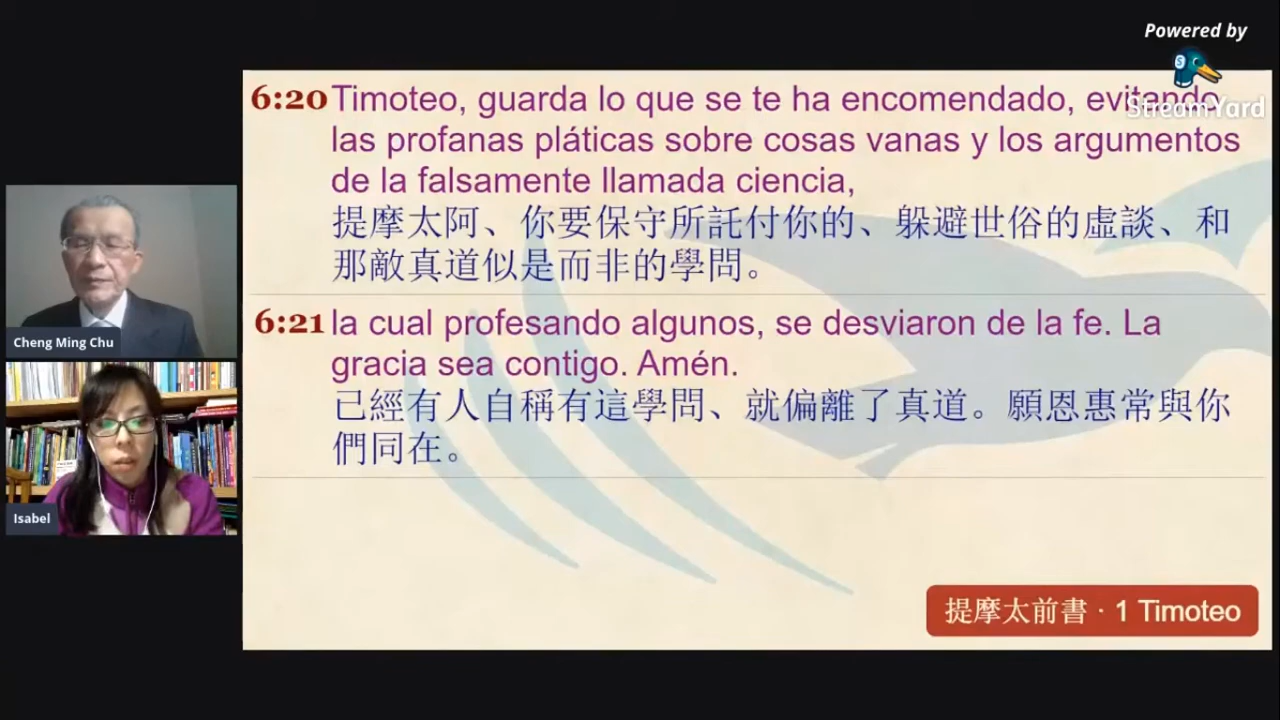 Powered by
StreamYard
6:20 Timoteo, guarda lo que se te ha encomendado, evitando
las profanas pláticas sobre cosas vanas y los argumentos
de la falsamente llamada ciencia,
提摩太阿、你要保守所託付你的、躲避世俗的虛談、和
那敵真道似是而非的學問。
6:21 la cual profesando algunos, se desviaron de la fe. La
gracia sea contigo. Amén.
已經有人自稱有這學問、就偏離了真道。願恩惠常與你
們同在。
Cheng Ming Chu
Isabel
提摩太前書 · 1 Timoteo